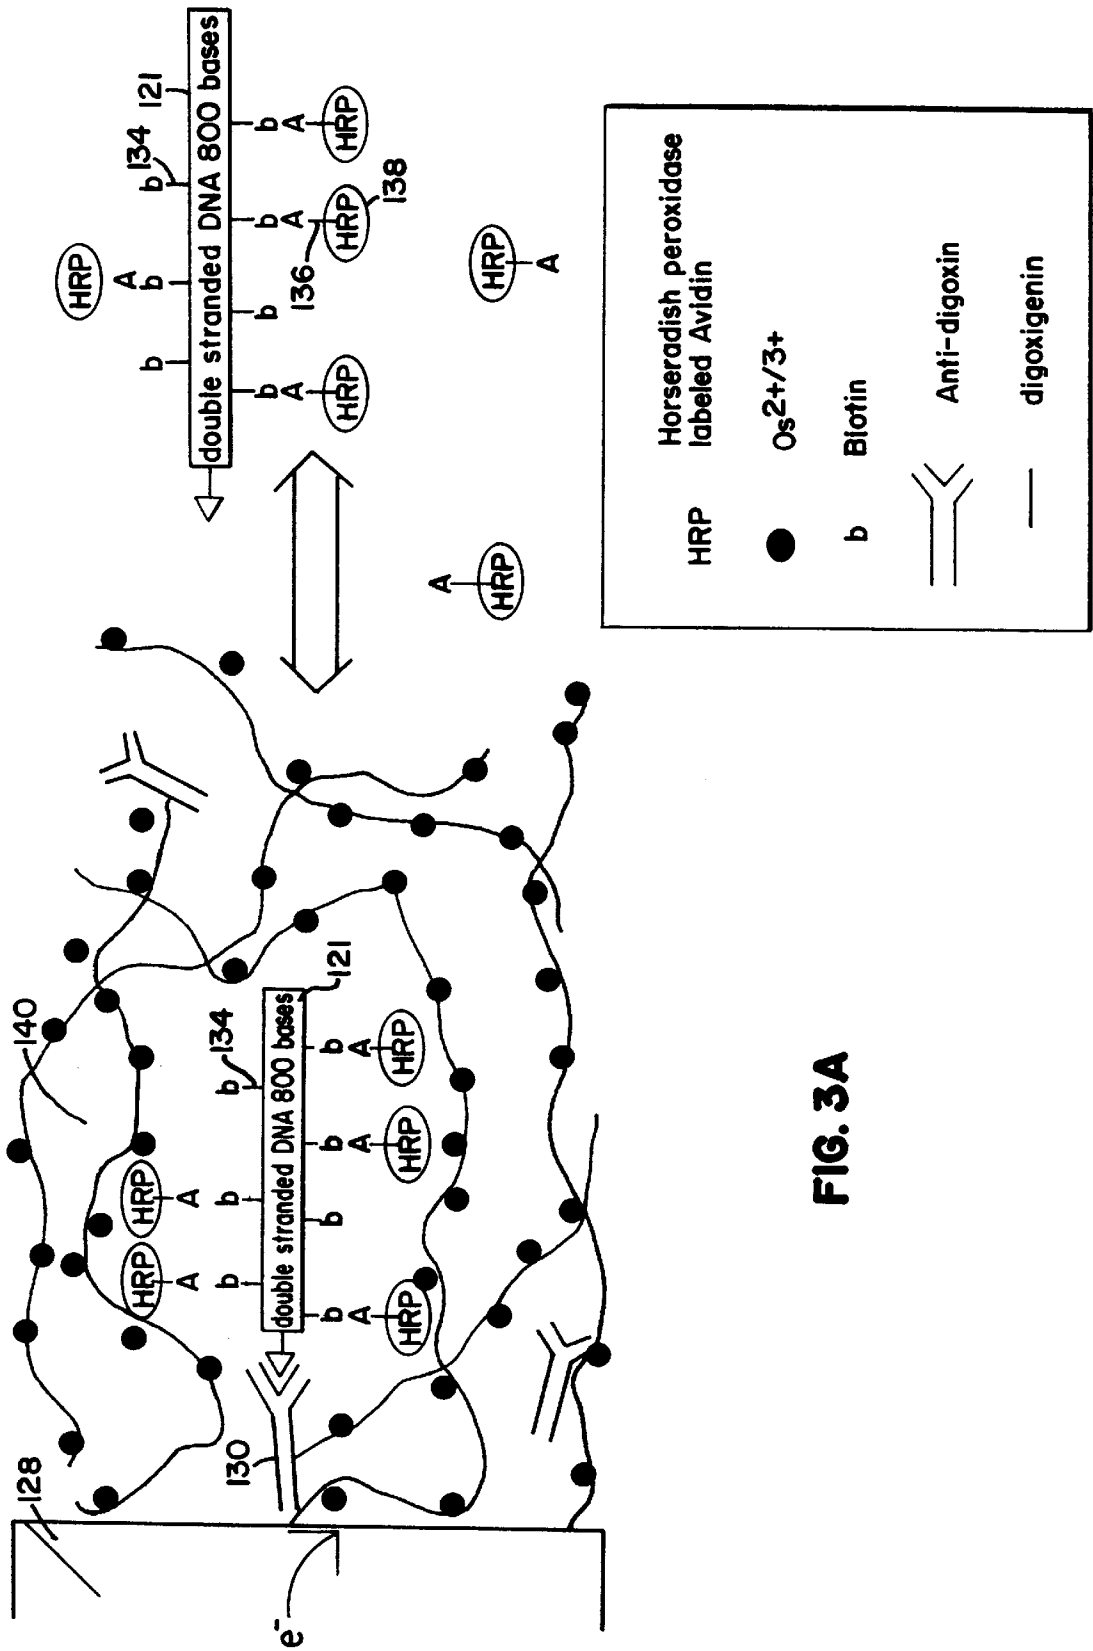 128
140
e⁻
130
HRP
HRP
A
A
b
b
b
134
double stranded DNA 800 bases
121
b
b
b
b
A
A
A
HRP
HRP
HRP
HRP
A
b
b
b
134
121
double stranded DNA 800 bases
b
b
b
b
A
A
A
136
HRP
HRP
HRP
138
A
HRP
HRP
A
HRP Horseradish peroxidase
labeled Avidin
Os2+/3+
b Biotin
Anti-digoxin
digoxigenin
FIG. 3A